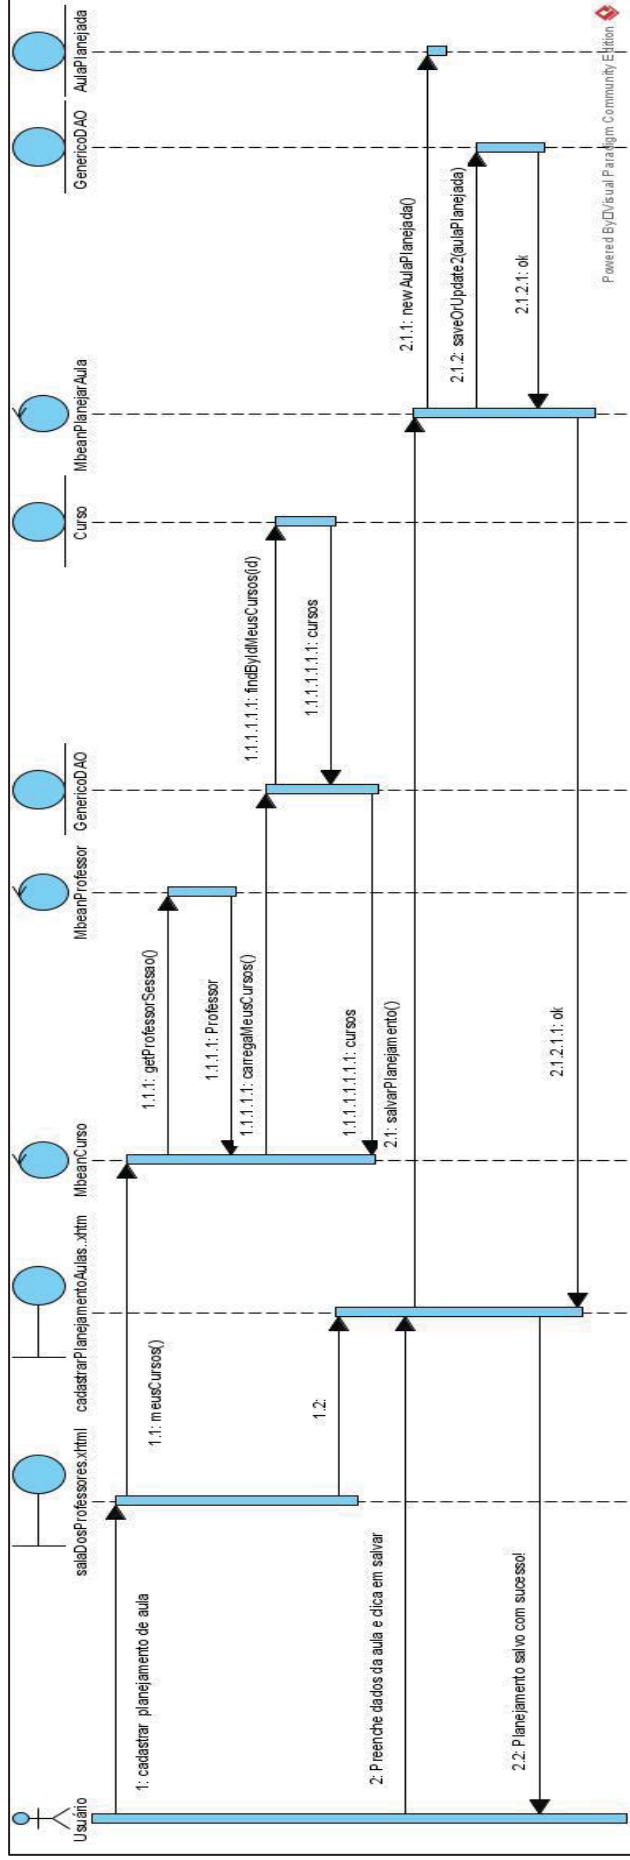 Usuário
salaDosProfessores.xhtml
cadastrarPlanejamentoAulas..xhtm
MbeanCurso
MbeanProfessor
GenericoDAO
Curso
MbeanPlanejarAula
GenericoDAO
AulaPlanejada
1: cadastrar planejamento de aula
1.1: meusCursos()
1.1.1: getProfessorSessao()
1.1.1.1: Professor
1.1.1.1.1: carregaMeusCursos()
1.1.1.1.1.1: findByIdMeusCursos(id)
1.1.1.1.1.1.1: cursos
1.1.1.1.1.1.1.1: cursos
1.2:
2: Preenche dados da aula e clica em salvar
2.1: salvarPlanejamento()
2.1.1: newAulaPlanejada()
2.1.2: saveOrUpdate2(aulaPlanejada)
2.1.2.1: ok
2.1.2.1.1: ok
2.2: Planejamento salvo com sucesso!
Powered By Visual Paradigm Community Edition